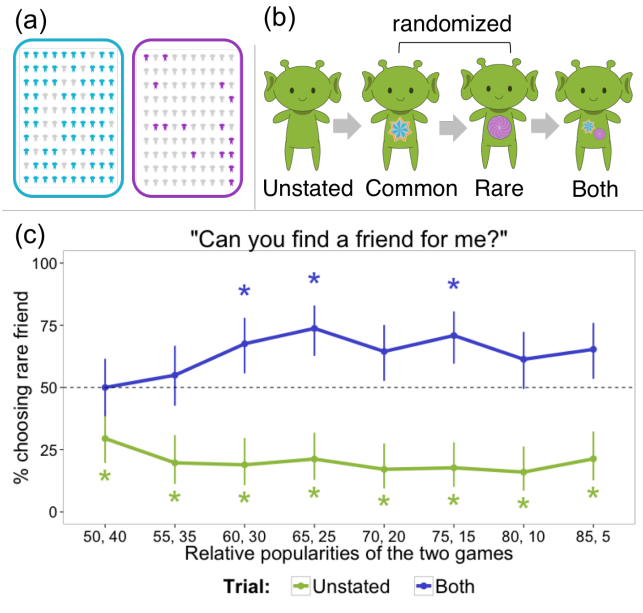 (a)
(b)
randomized
Unstated
Common
Rare
Both
(c)
"Can you find a friend for me?"
% choosing rare friend
100
75
50
25
0
* * *
* * * * * * * *
50, 40 55, 35 60, 30 65, 25 70, 20 75, 15 80, 10 85, 5
Relative popularities of the two games
Trial: Unstated Both